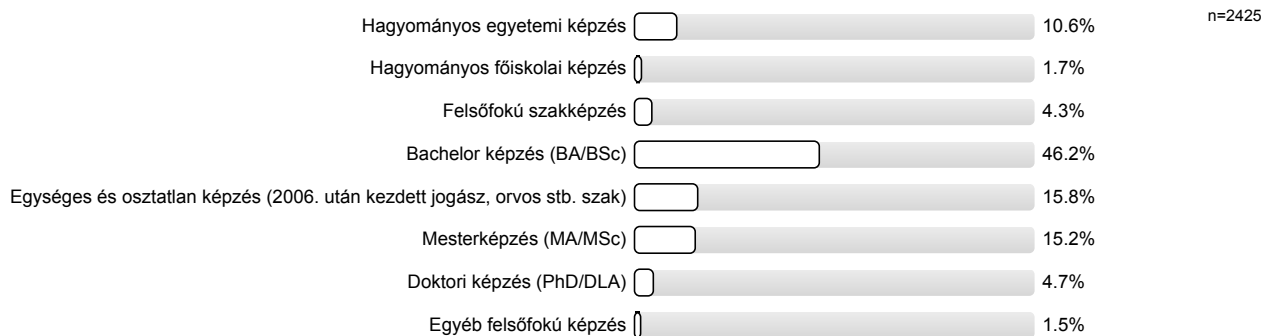 Hagyományos egyetemi képzés 10.6% n=2425
Hagyományos főiskolai képzés 1.7%
Felsőfokú szakképzés 4.3%
Bachelor képzés (BA/BSc) 46.2%
Egységes és osztatlan képzés (2006. után kezdett jogász, orvos stb. szak) 15.8%
Mesterképzés (MA/MSc) 15.2%
Doktori képzés (PhD/DLA) 4.7%
Egyéb felsőfokú képzés 1.5%